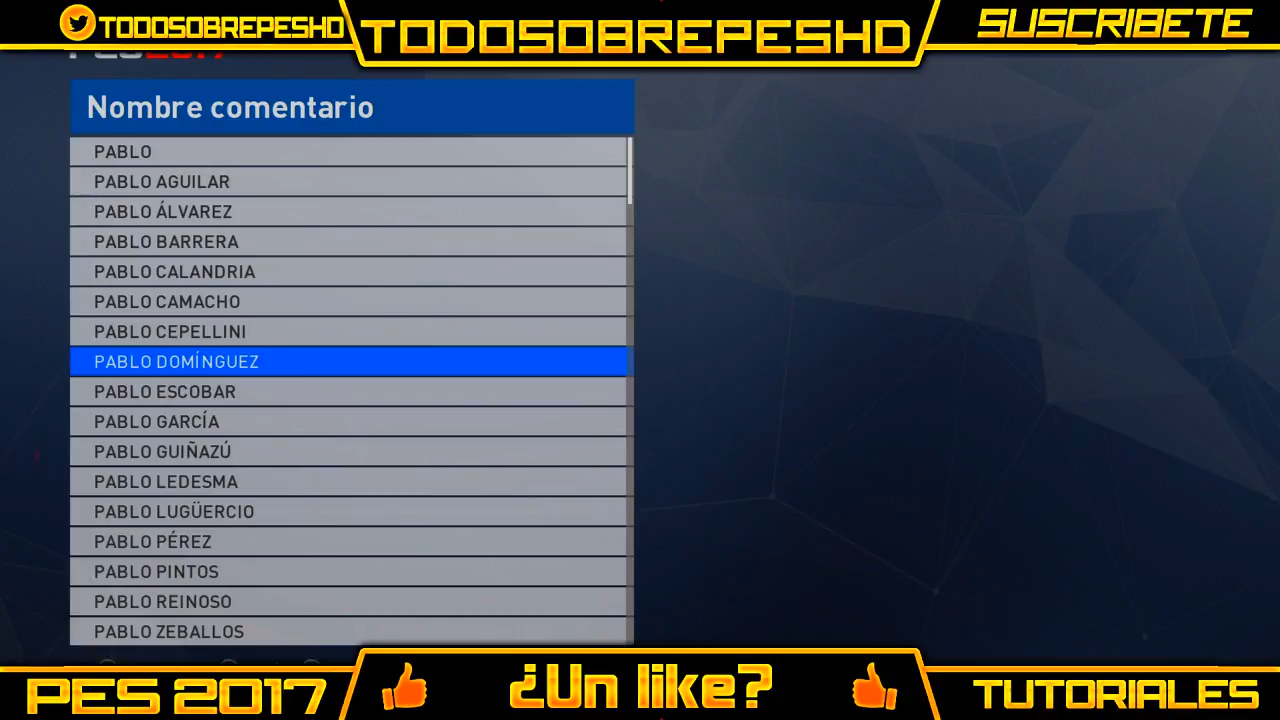 TODOSOBREPESHD
TODOSOBREPESHD
SUSCRIBETE
PES2017
Nombre comentario
PABLO
PABLO AGUILAR
PABLO ÁLVAREZ
PABLO BARRERA
PABLO CALANDRIA
PABLO CAMACHO
PABLO CEPELLINI
PABLO DOMÍNGUEZ
PABLO ESCOBAR
PABLO GARCÍA
PABLO GUIÑAZÚ
PABLO LEDESMA
PABLO LUGÜERCIO
PABLO PÉREZ
PABLO PINTOS
PABLO REINOSO
PABLO ZEBALLOS
PES 2017
¿Un like?
TUTORIALES